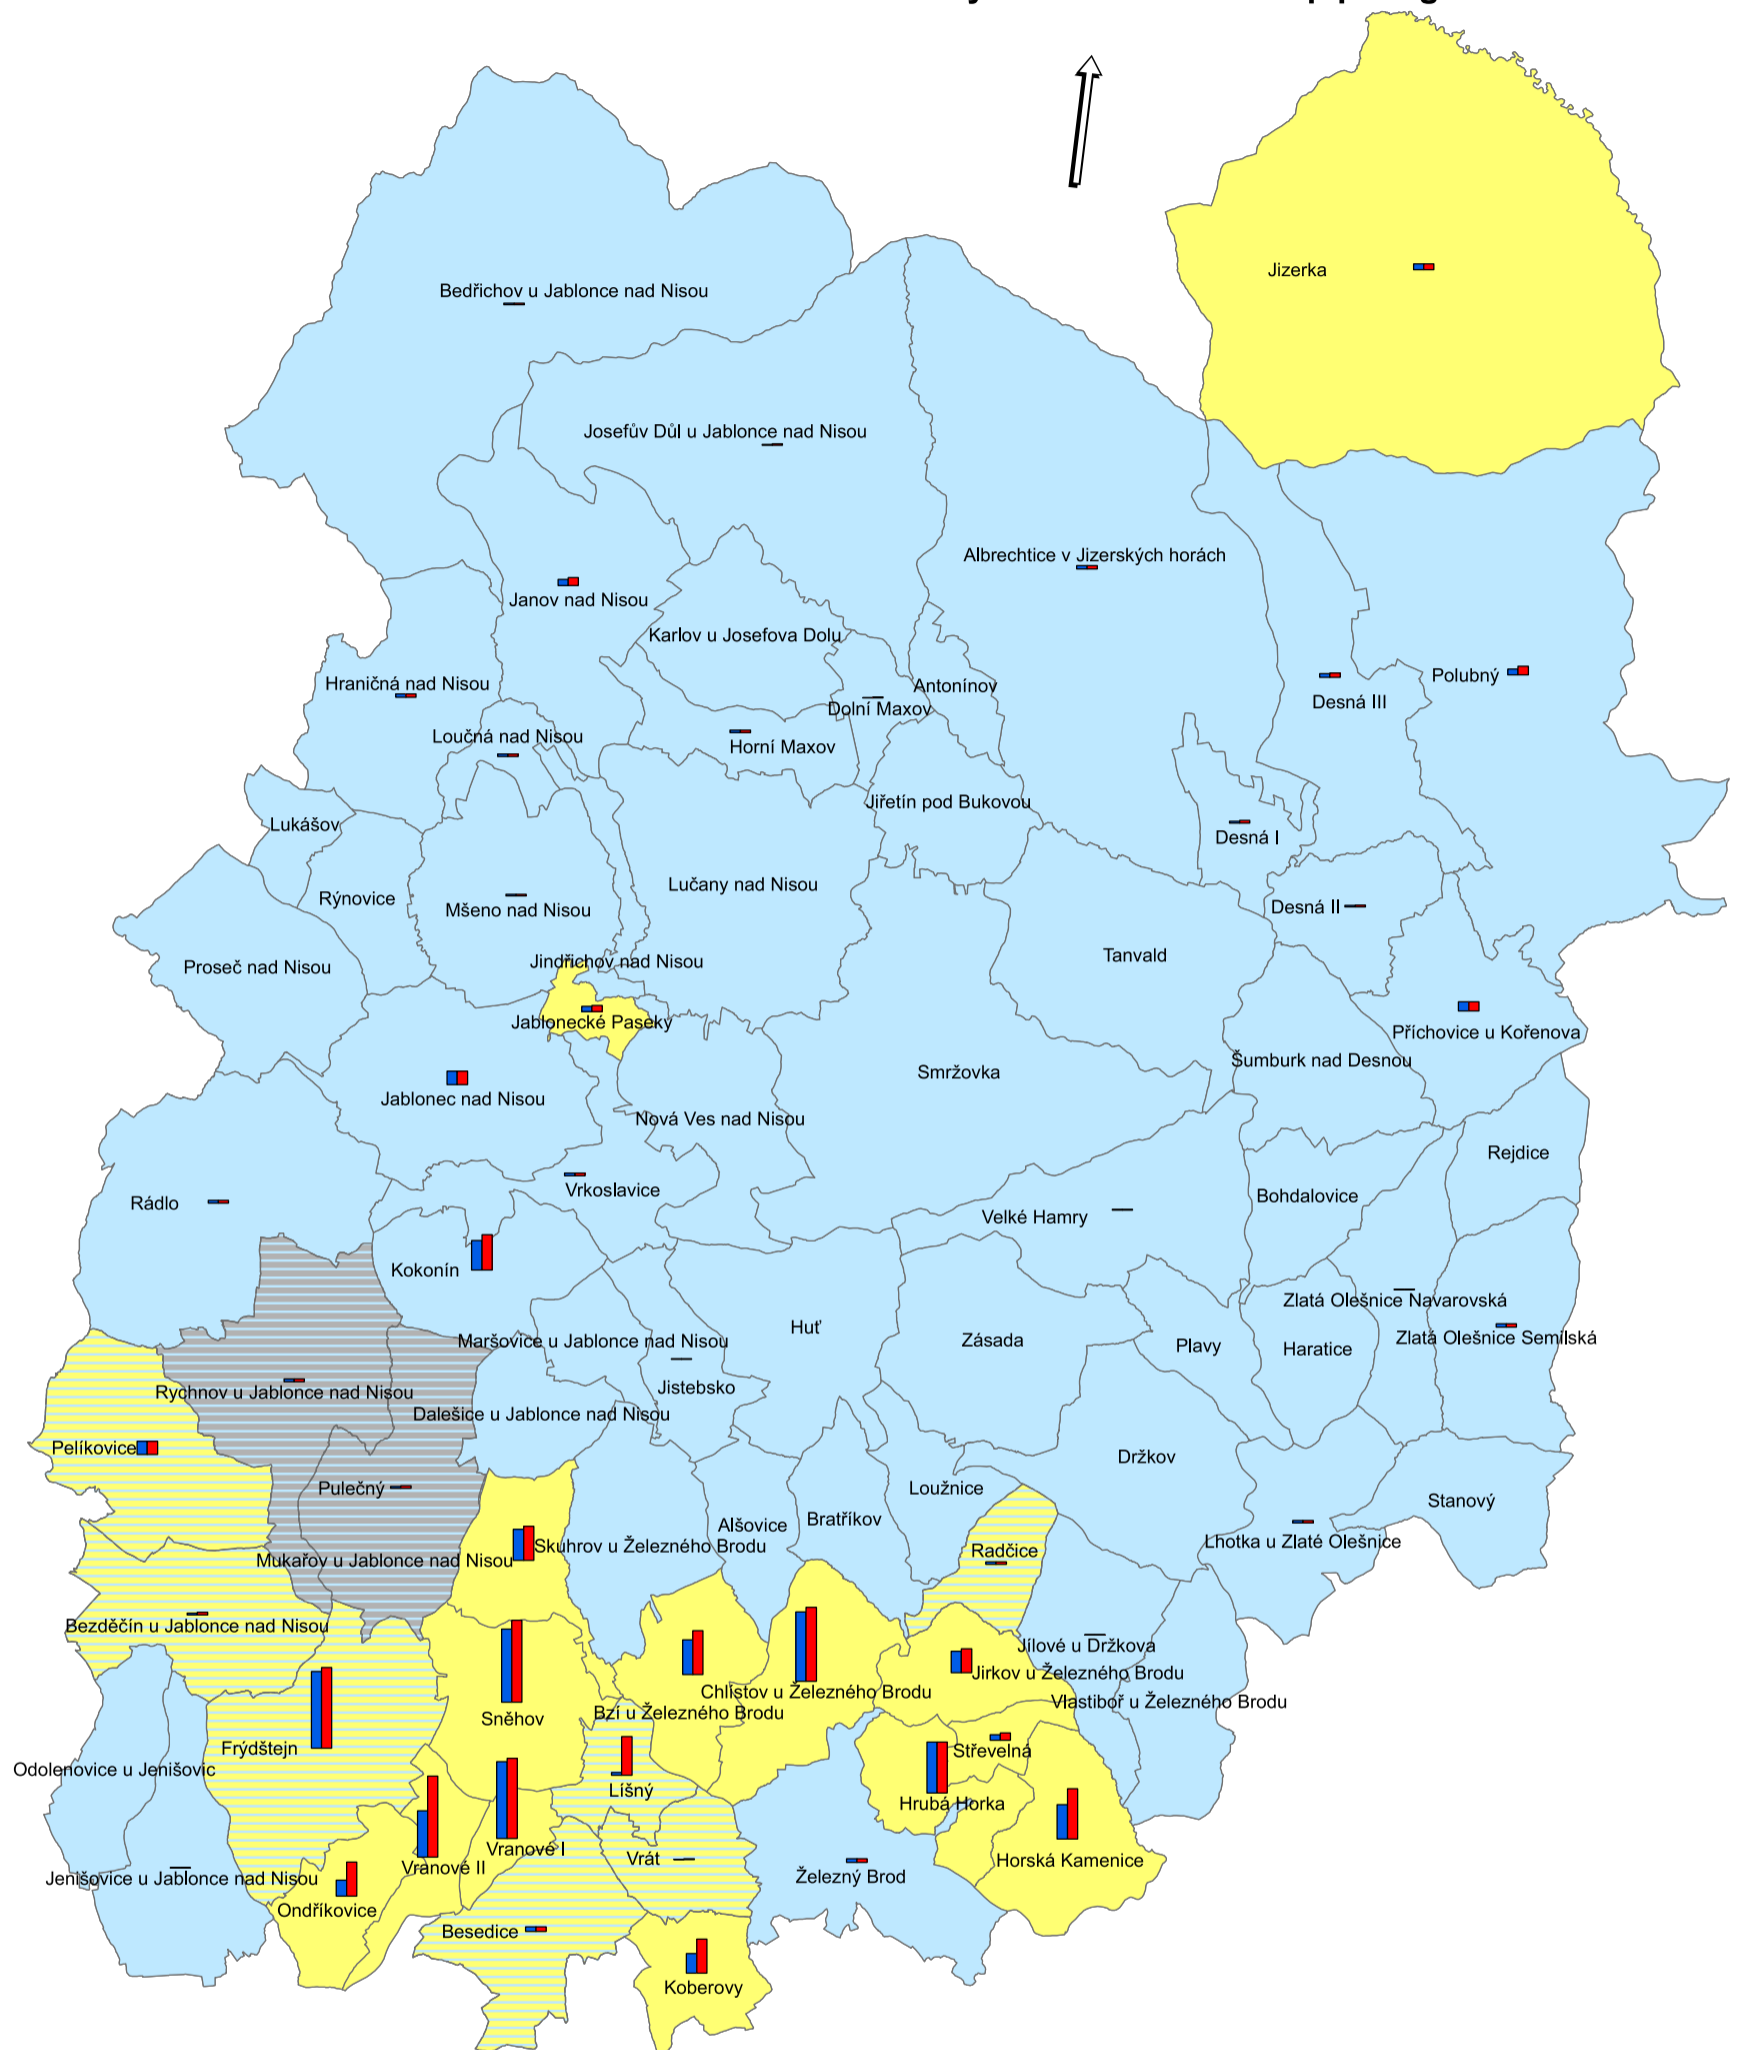 Jizerka
Bedřichov u Jablonce nad Nisou
Josefův Důl u Jablonce nad Nisou
Albrechtice v Jizerských horách
Janov nad Nisou
Karlov u Josefova Dolu
Polubný
Hraničná nad Nisou
Antonínov
Desná III
Dolní Maxov
Loučná nad Nisou
Horní Maxov
Jiřetín pod Bukovou
Lukášov
Desná I
Lučany nad Nisou
Rýnovice
Desná II
Mšeno nad Nisou
Tanvald
Jindřichov nad Nisou
Proseč nad Nisou
Jablonecké Paseky
Příchovice u Kořenova
Šumburk nad Desnou
Smržovka
Jablonec nad Nisou
Nová Ves nad Nisou
Rejdice
Vrkoslavice
Bohdalovice
Rádlo
Velké Hamry
Kokonín
Zlatá Olešnice Navarovská
Huť
Zlatá Olešnice Semilská
Maršovice u Jablonce nad Nisou
Zásada
Plavy
Haratice
Jistebsko
Rychnov u Jablonce nad Nisou
Dalešice u Jablonce nad Nisou
Pelíkovice
Držkov
Pulečný
Loužnice
Stanový
Bratříkov
Alšovice
Lhotka u Zlaté Olešnice
Skuhrov u Železného Brodu
Radčice
Mukařov u Jablonce nad Nisou
Bezděčín u Jablonce nad Nisou
Jílové u Držkova
Jirkov u Železného Brodu
Chlístov u Železného Brodu
Vlastiboř u Železného Brodu
Bzí u Železného Brodu
Sněhov
Frýdštejn
Střevelná
Odolenovice u Jenišovic
Líšný
Hrubá Horka
Vranové I
Vrát
Horská Kamenice
Vranové II
Železný Brod
Jenišovice u Jablonce nad Nisou
Ondříkovice
Besedice
Koberovy